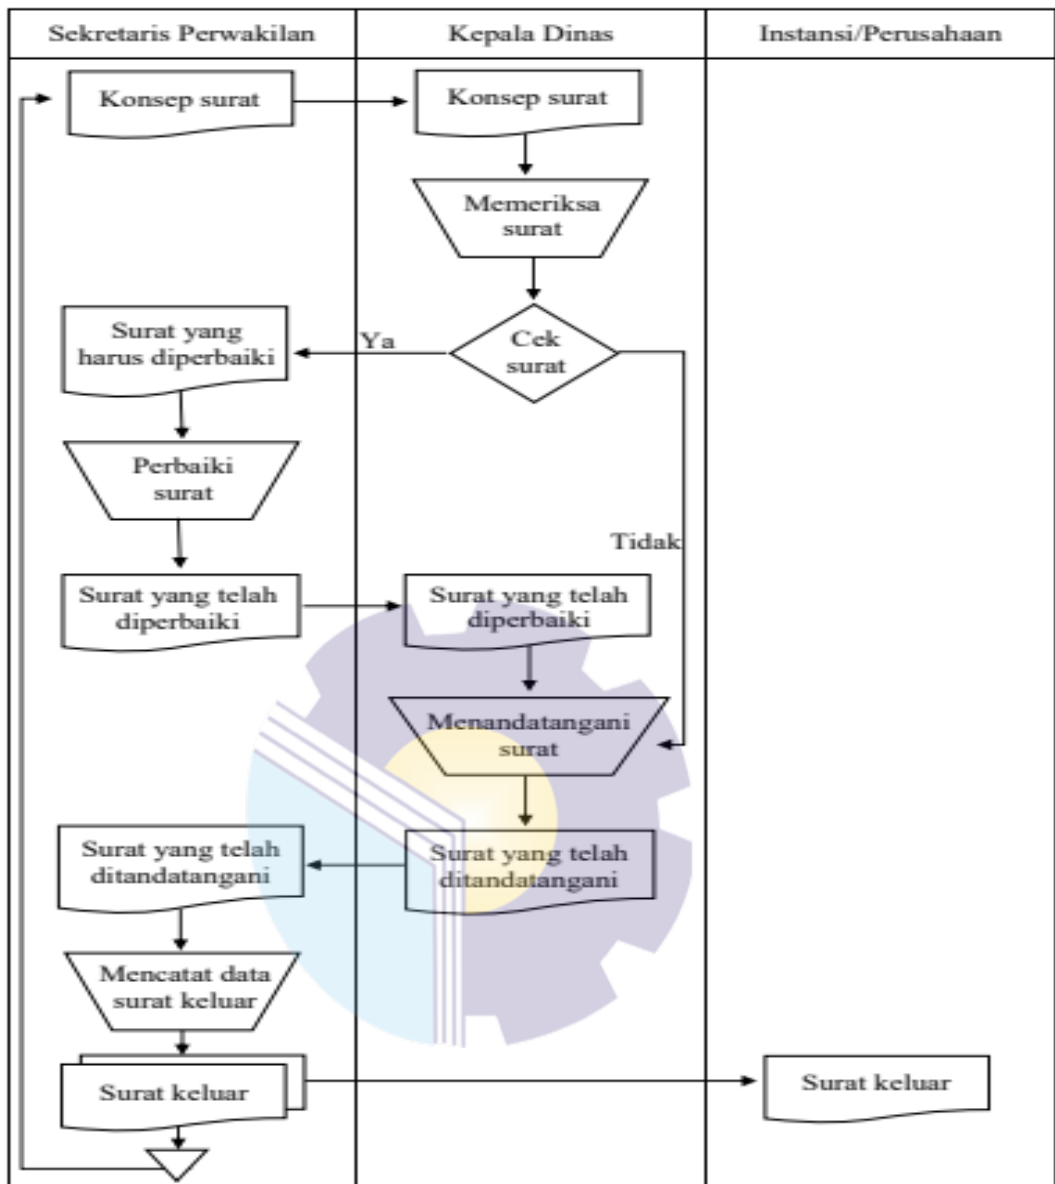 Sekretaris Perwakilan
Kepala Dinas
Instansi/Perusahaan
Konsep surat
Konsep surat
Memeriksa
surat
Cek
surat
Ya
Surat yang
harus diperbaiki
Perbaiki
surat
Tidak
Surat yang telah
diperbaiki
Surat yang telah
diperbaiki
Menandatangani
surat
Surat yang telah
ditandatangani
Surat yang telah
ditandatangani
Mencatat data
surat keluar
Surat keluar
Surat keluar